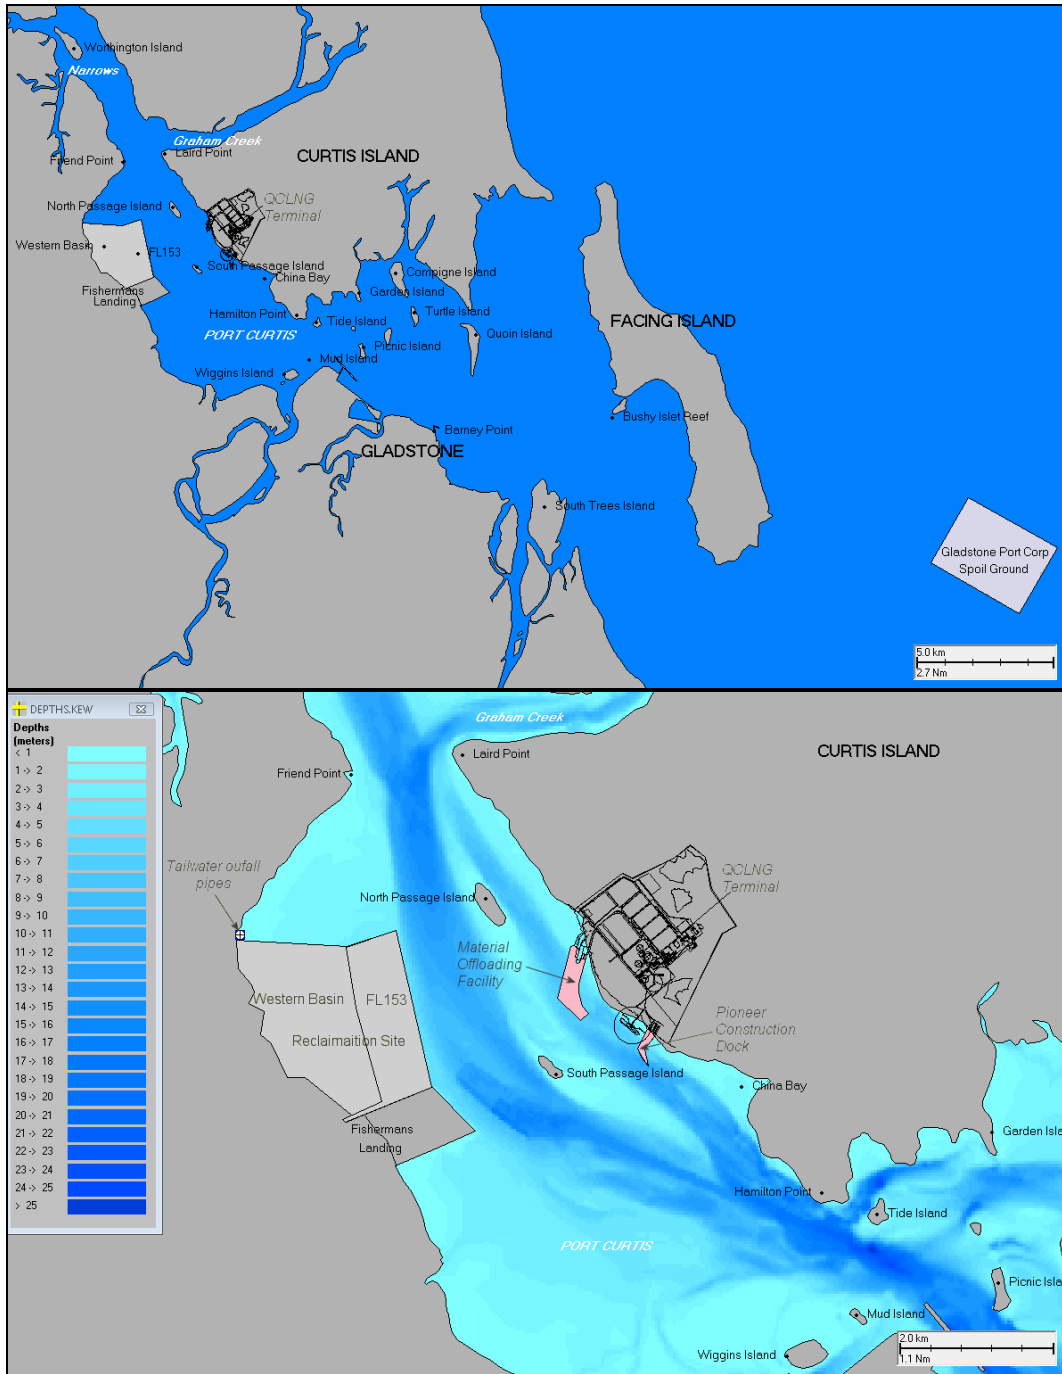 Worthington Island
Narrows
Graham Creek
Friend Point
Laird Point
CURTIS ISLAND
North Passage Island
QCLNG
Terminal
Western Basin
FL153
South Passage Island
Compigne Island
China Bay
Fishermans
Landing
Garden Island
Hamilton Point
Tide Island
Turtle Island
FACING ISLAND
PORT CURTIS
Quoin Island
Picnic Island
Mud Island
Wiggins Island
Bushy Islet Reef
Barney Point
GLADSTONE
South Trees Island
Gladstone Port Corp
Spoil Ground
5.0 km
2.7 Nm
DEPTHS.KEW
Depths
(meters)
< 1
1 -> 2
2 -> 3
3 -> 4
4 -> 5
5 -> 6
6 -> 7
7 -> 8
8 -> 9
9 -> 10
10 -> 11
11 -> 12
12 -> 13
13 -> 14
14 -> 15
15 -> 16
16 -> 17
17 -> 18
18 -> 19
19 -> 20
20 -> 21
21 -> 22
22 -> 23
23 -> 24
24 -> 25
> 25
Graham Creek
Laird Point
CURTIS ISLAND
Friend Point
Tailwater oufall
pipes
QCLNG
Terminal
North Passage Island
Material
Offloading
Facility
Western Basin
FL153
Reclaimaition Site
Pioneer
Construction
Dock
South Passage Island
China Bay
Fishermans
Landing
Garden Isla
Hamilton Point
Tide Island
PORT CURTIS
Picnic Isla
Mud Island
Wiggins Island
2.0 km
1.1 Nm